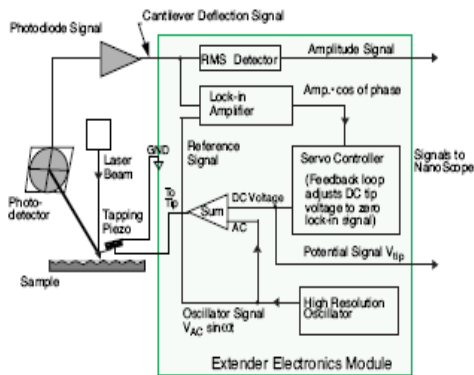 Photodiode Signal
Cantilever Deflection Signal
RMS Detector
Amplitude Signal
Lock-in
Amplifier
Amp.·cos of phase
Reference
Signal
GND
Laser
Beam
Photo-
detector
Tapping
Piezo
To
Tip
Sum
DC Voltage
AC
Servo Controller
(Feedback loop
adjusts DC tip
voltage to zero
lock-in signal)
Signals to
NanoScope
Potential Signal Vtip
Sample
Oscillator Signal
VAC sinωt
High Resolution
Oscillator
Extender Electronics Module